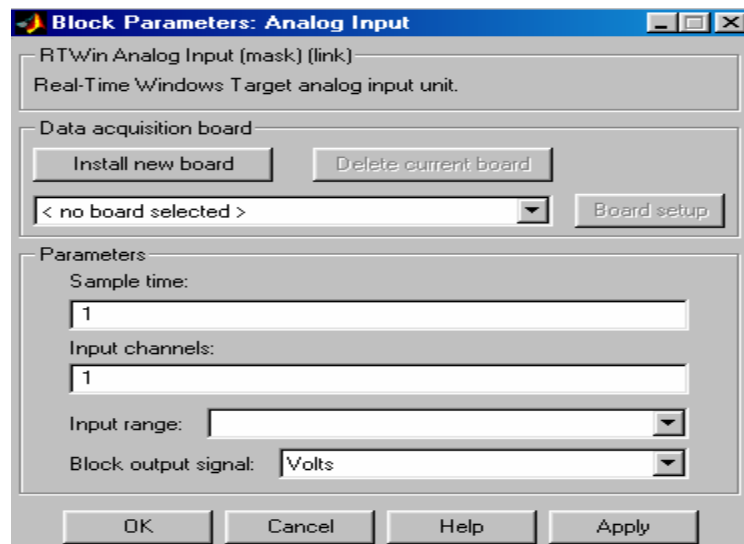 Block Parameters: Analog Input
RTWin Analog Input (mask) (link)
Real-Time Windows Target analog input unit.
Data acquisition board
Install new board Delete current board
< no board selected > Board setup
Parameters
Sample time:
1
Input channels:
1
Input range:
Block output signal: Volts
OK Cancel Help Apply